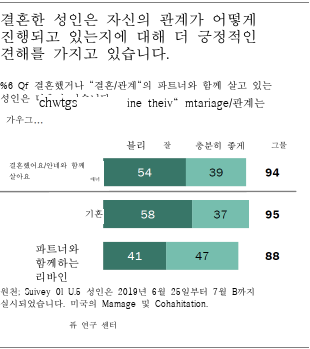 결혼한 성인은 자신의 관계가 어떻게
진행되고 있는지에 대해 더 긍정적인
견해를 가지고 있습니다.
%6 Qf 결혼했거나 “결혼/관계”의 파트너와 함께 살고 있는
성인은
chwtgs ine theiv” mtariage/관계는
가우그...
블리 잘 충분히 좋게 그물
결혼했어요/안데와 함께
살아요
54 39 94
기혼 58 37 95
파트너와
함께하는
리바인
41 47 88
원천; Suivey 0l U.S 성인은 2019년 6월 25일부터 7월 B까지
실시되었습니다. 미국의 Mamage 및 Cohahitation.
퓨 연구 센터